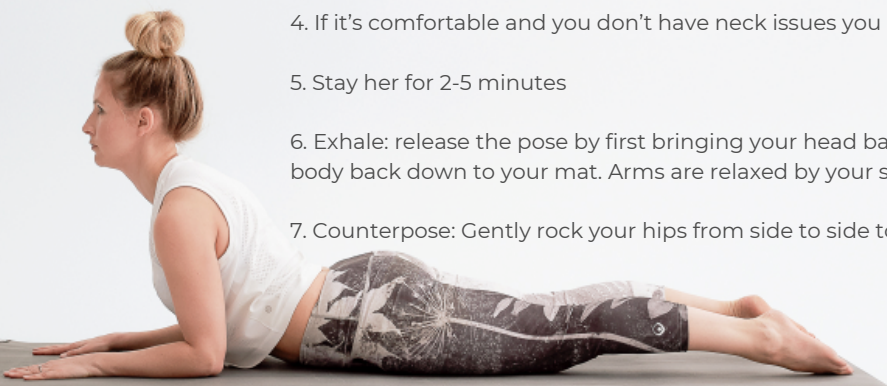 4. If it's comfortable and you don't have neck issues you
5. Stay her for 2-5 minutes
6. Exhale: release the pose by first bringing your head
body back down to your mat. Arms are relaxed by your
7. Counterpose: Gently rock your hips from side to side